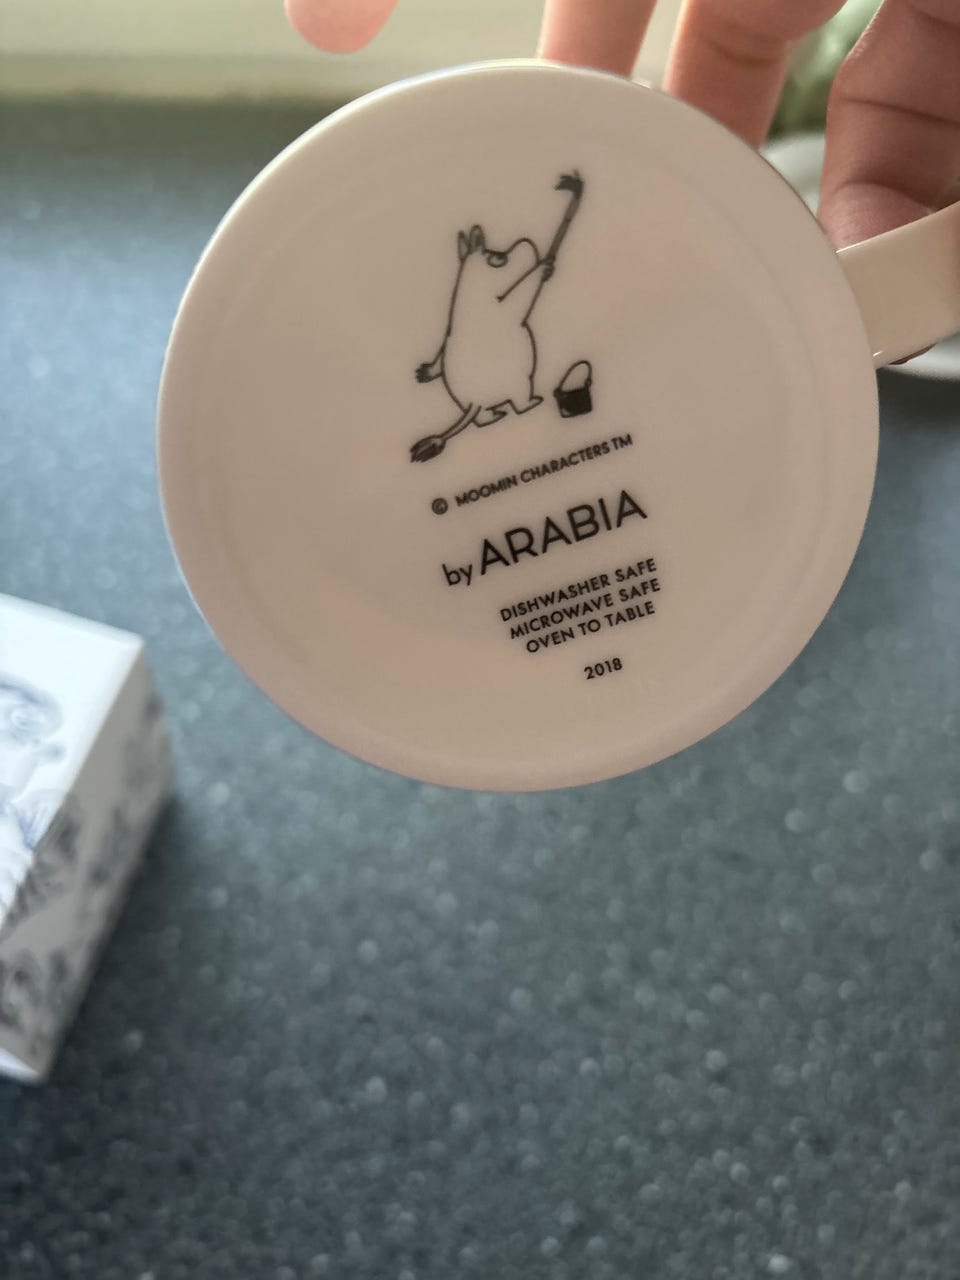 © MOOMIN CHARACTERS TM
by ARABIA
DISHWASHER SAFE
MICROWAVE SAFE
OVEN TO TABLE
2018